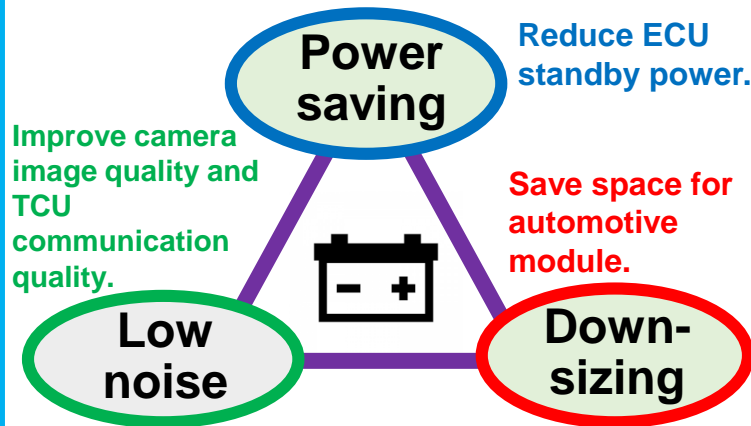 Power
saving
Reduce ECU
standby power.
Improve camera
image quality and
TCU
communication
quality.
Save space for
automotive
module.
Low
noise
Down-
sizing